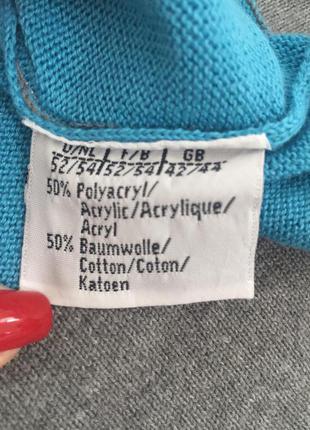 D/NL F/B GB
52/54 52/54 42/44
50% Polyacryl/
Acrylic/Acrylique/
Acryl
50% Baumwolle/
Cotton/Coton/
Katoen